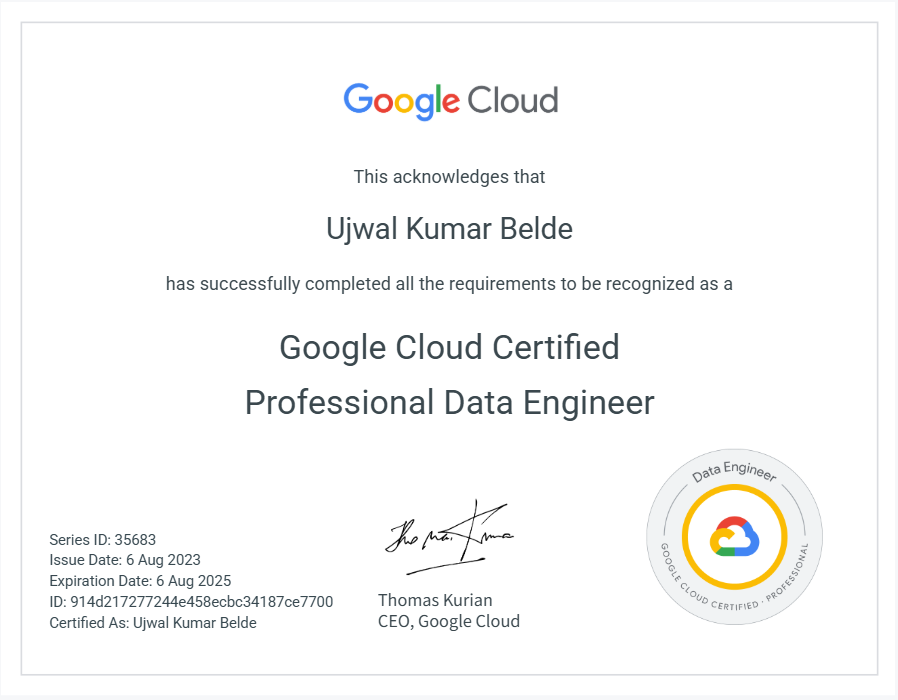 Google Cloud
This acknowledges that
Ujwal Kumar Belde
has successfully completed all the requirements to be recognized as a
Google Cloud Certified
Professional Data Engineer
Series ID: 35683
Issue Date: 6 Aug 2023
Expiration Date: 6 Aug 2025
ID: 914d217277244e458ecbc34187ce7700
Certified As: Ujwal Kumar Belde
Thomas Kurian
CEO, Google Cloud
Data Engineer
GOOGLE CLOUD CERTIFIED · PROFESSIONAL